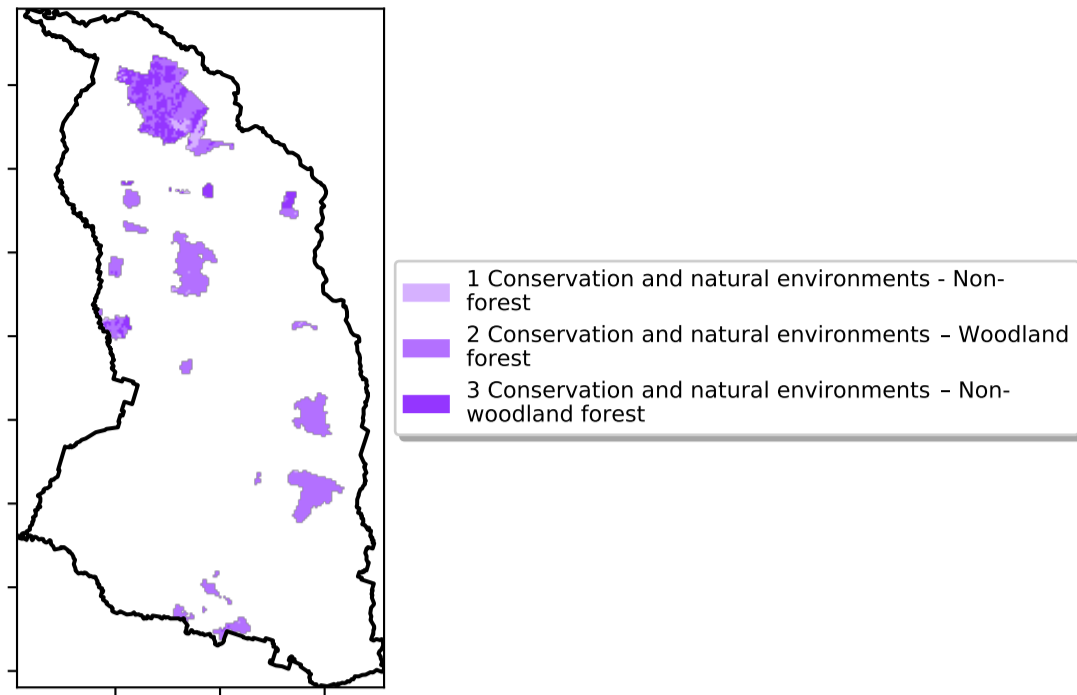 1 Conservation and natural environments - Non-
forest
2 Conservation and natural environments – Woodland
forest
3 Conservation and natural environments – Non-
woodland forest